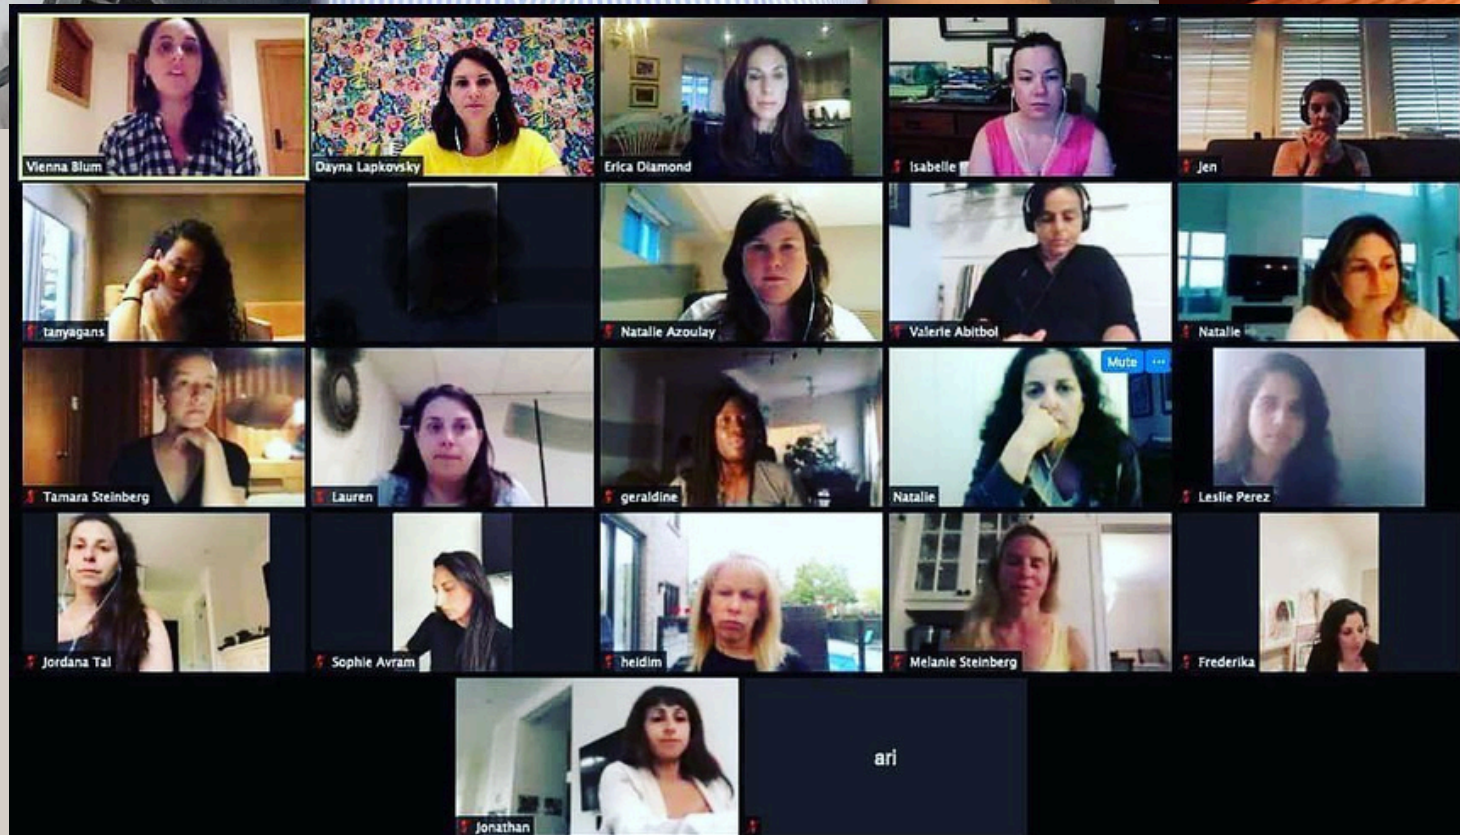 Vienna Blum
Dayna Lapkovsky
Erica Diamond
Isabelle
Jen
tanyagans
Natalie Azoulay
Valerie Abitbol
Natalie
Tamara Steinberg
Lauren
geraldine
Mute ...
Natalie
Leslie Perez
Jordana Tal
Sophie Avram
heidim
Melanie Steinberg
Frederika
Jonathan
ari